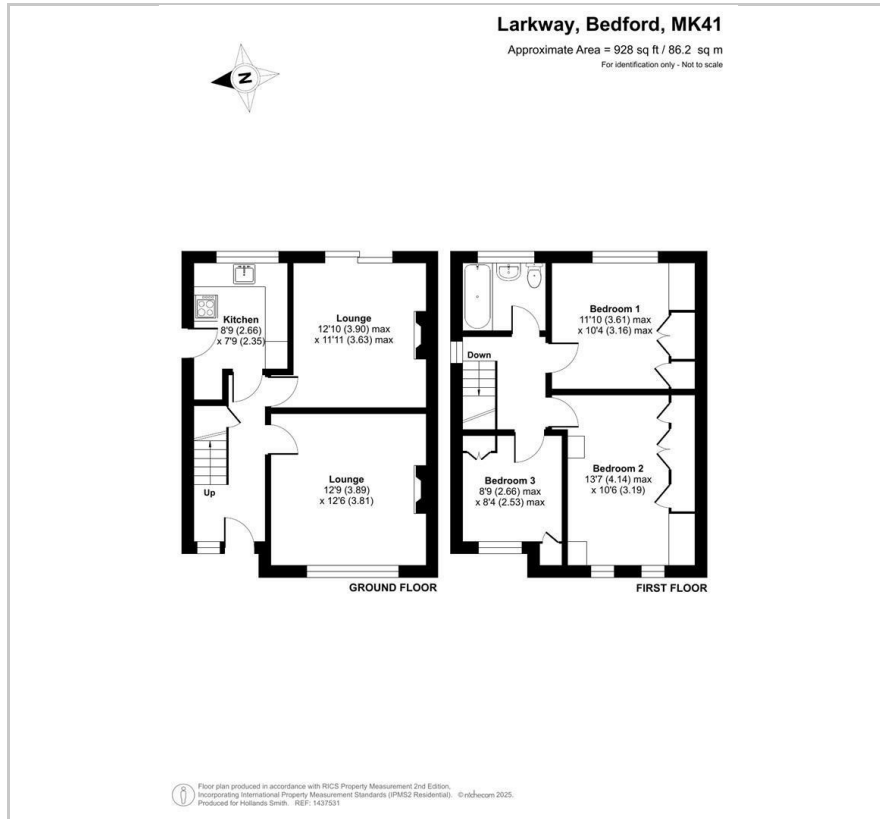 Larkway, Bedford, MK41
Approximate Area = 928 sq ft / 86.2 sq m
For identification only - Not to scale
N
Kitchen
8'9 (2.66)
x 7'9 (2.35)
Lounge
12'10 (3.90) max
x 11'11 (3.63) max
Lounge
12'9 (3.89)
x 12'6 (3.81)
Up
GROUND FLOOR
Bedroom 1
11'10 (3.61) max
x 10'4 (3.16) max
Down
Bedroom 2
13'7 (4.14) max
x 10'6 (3.19)
Bedroom 3
8'9 (2.66) max
x 8'4 (2.53) max
FIRST FLOOR
Floor plan produced in accordance with RICS Property Measurement 2nd Edition,
Incorporating International Property Measurement Standards (IPMS2 Residential). © nichecom 2025.
Produced for Hollands Smith. REF: 1437531